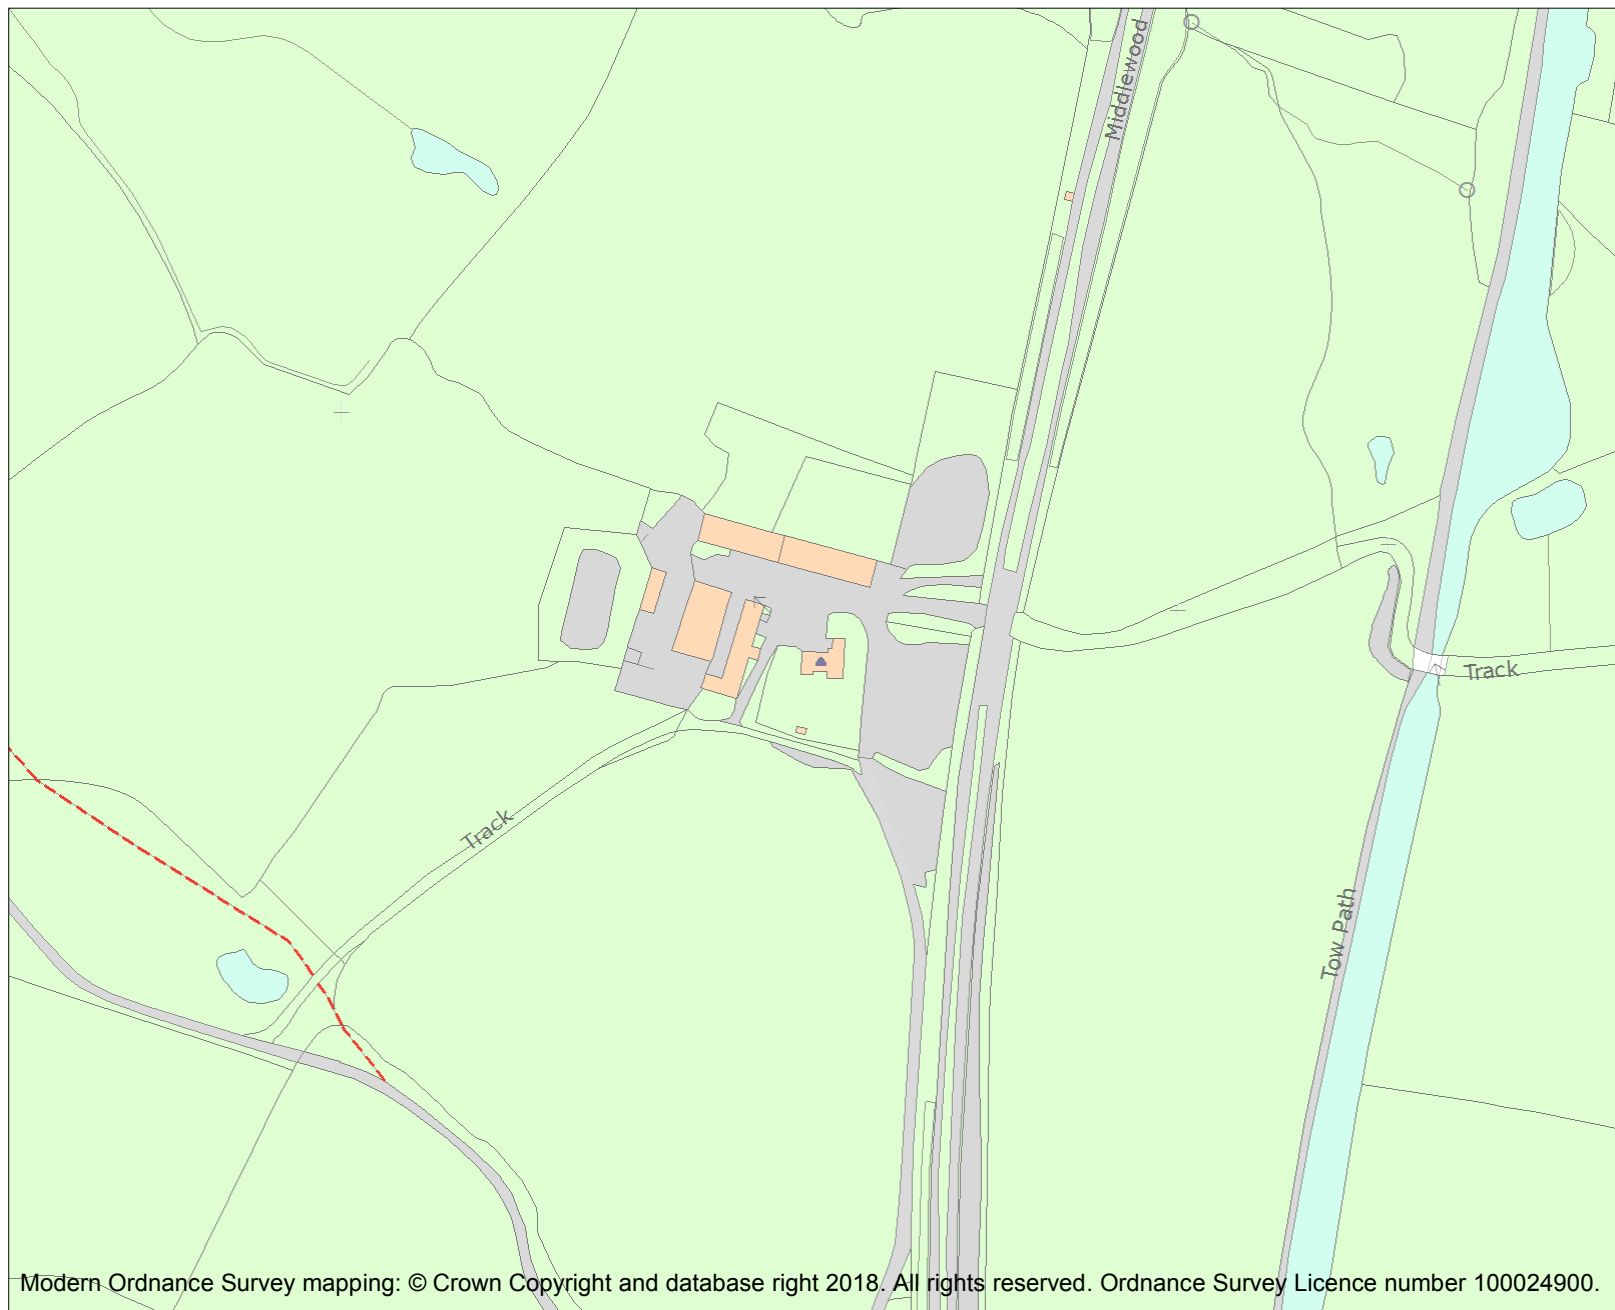 Middlewood
Track
Track
Tow Path
Modern Ordnance Survey mapping: © Crown Copyright and database right 2018. All rights reserved. Ordnance Survey Licence number 100024900.